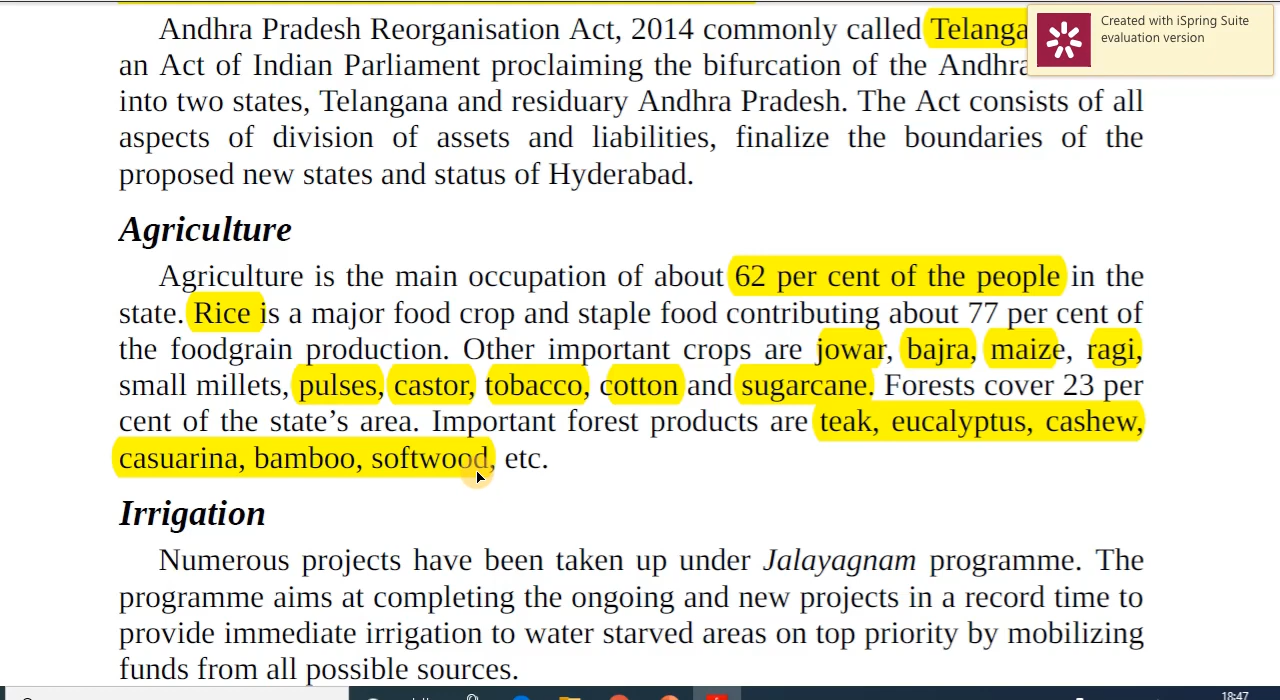 Andhra Pradesh Reorganisation Act, 2014 commonly called
an Act of Indian Parliament proclaiming the bifurcation of the
into two states, Telangana and residuary Andhra Pradesh. The Act consists of all
aspects of division of assets and liabilities, finalize the boundaries of the
proposed new states and status of Hyderabad.
Created with iSpring Suite
evaluation version
Agriculture
Agriculture is the main occupation of about 62 per cent of the people in the
state. Rice is a major food crop and staple food contributing about 77 per cent of
the foodgrain production. Other important crops are jowar, bajra, maize, ragi,
small millets, pulses, castor, tobacco, cotton and sugarcane. Forests cover 23 per
cent of the state’s area. Important forest products are teak, eucalyptus, cashew,
casuarina, bamboo, softwood, etc.
Irrigation
Numerous projects have been taken up under Jalayagnam programme. The
programme aims at completing the ongoing and new projects in a record time to
provide immediate irrigation to water starved areas on top priority by mobilizing
funds from all possible sources.
18:47